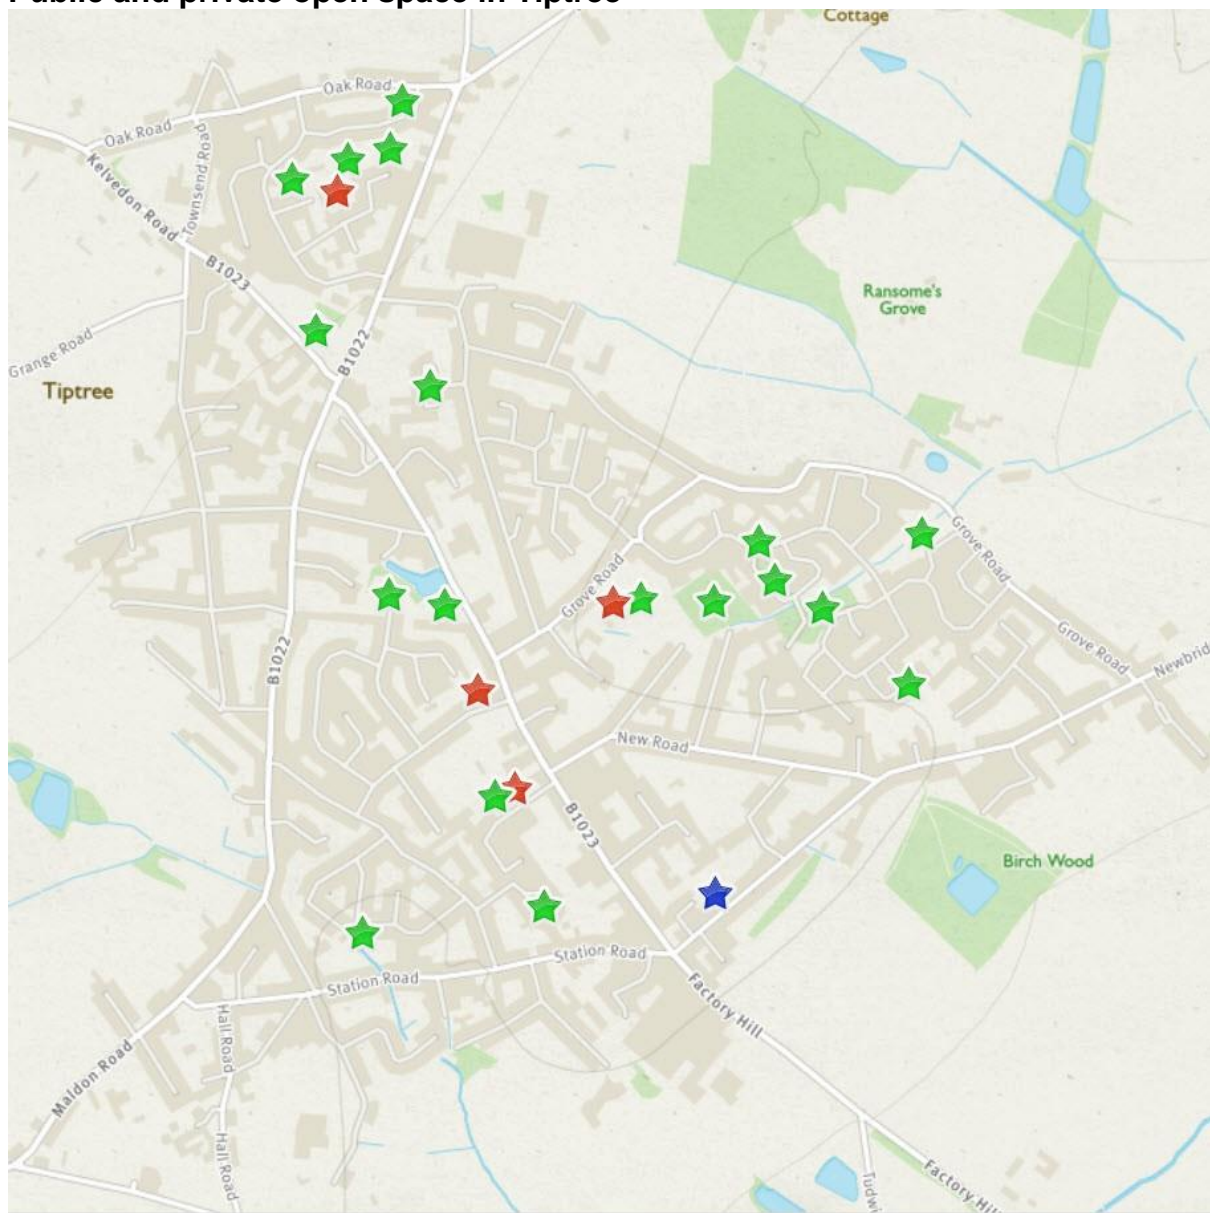 Public and private open space in Tiptree
Cottage
Oak Road
Oak Road
Townsend Road
Kelvedon Road
B1023
Ransome's
Grove
B1022
Grange Road
Tiptree
Grove Road
Grove Road
B1022
Grove Road
Newbrid
New Road
B1023
Birch Wood
Station Road
Station Road
Factory Hill
Hall Road
Maldon Road
Hall Road
Tudwi
Factory Hil